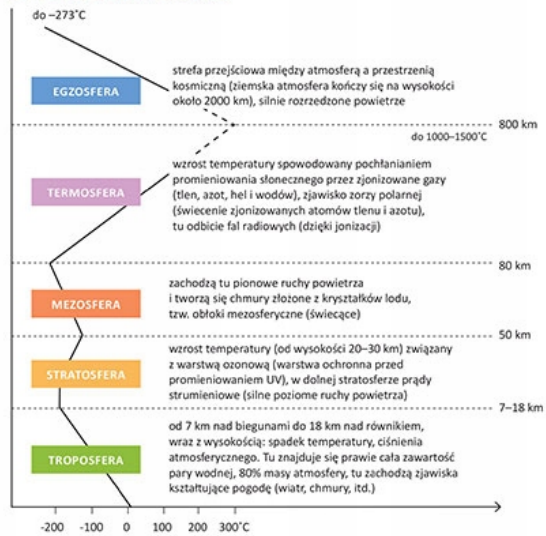 do –273˚C
EGZOSFERA
strefa przejściowa między atmosferą a przestrzenią
kosmiczną (ziemska atmosfera kończy się na wysokości
około 2000 km), silnie rozrzedzone powietrze
800 km
do 1000–1500˚C
TERMOSFERA
wzrost temperatury spowodowany pochłanianiem
promieniowania słonecznego przez zjonizowane gazy
(tlen, azot, hel i wodów), zjawisko zorzy polarnej
(świecenie zjonizowanych atomów tlenu i azotu),
tu odbicie fal radiowych (dzięki jonizacji)
80 km
MEZOSFERA
zachodzą tu pionowe ruchy powietrza
i tworzą się chmury złożone z kryształków lodu,
tzw. obłoki mezosferyczne (świecące)
50 km
STRATOSFERA
wzrost temperatury (od wysokości 20–30 km) związany
z warstwą ozonową (warstwa ochronna przed
promieniowaniem UV), w dolnej stratosferze prądy
strumieniowe (silne poziome ruchy powietrza)
7–18 km
TROPOSFERA
od 7 km nad biegunami do 18 km nad równikiem,
wraz z wysokością: spadek temperatury, ciśnienia
atmosferycznego. Tu znajduje się prawie cała zawartość
pary wodnej, 80% masy atmosfery, tu zachodzą zjawiska
kształtujące pogodę (wiatr, chmury, itd.)
-200 -100 0 100 200 300˚C